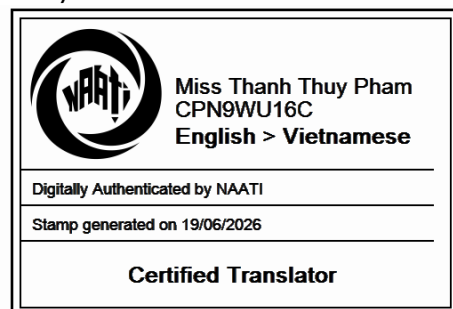 NAATI
Miss Thanh Thuy Pham
CPN9WU16C
English > Vietnamese
Digitally Authenticated by NAATI
Stamp generated on 19/06/2026
Certified Translator